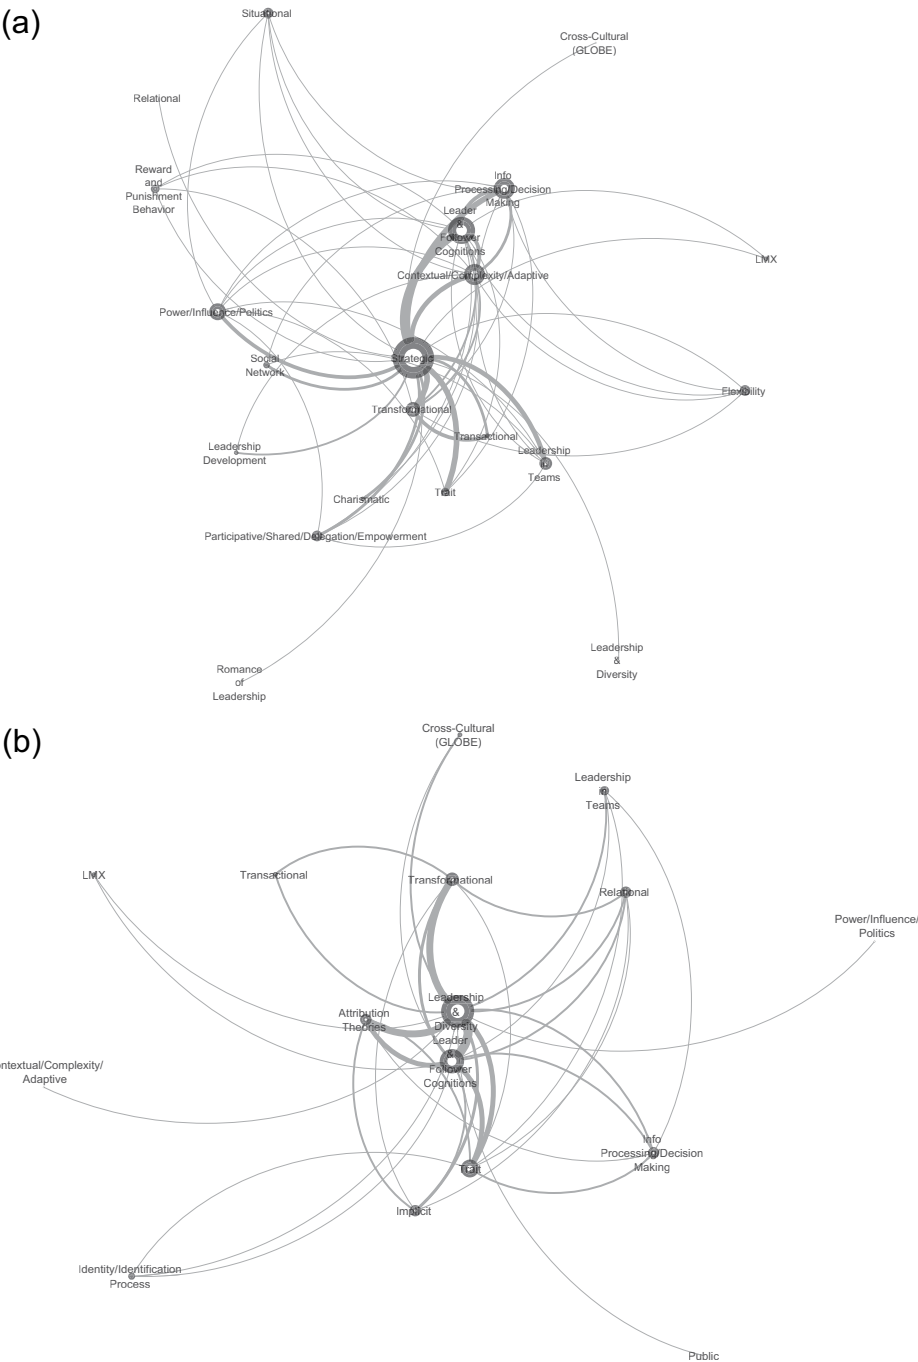 (a)
Situational
Cross-Cultural
(GLOBE)
Relational
Reward
and
Punishment
Behavior
Info
Processing/Decision
Making
Leader
&
Follower
Cognitions
LMX
Contextual/Complexity/Adaptive
Power/Influence/Politics
Strategic
Social
Network
Flexibility
Transformational
Transactional
Leadership
Development
Leadership
in
Teams
Trait
Charismatic
Participative/Shared/Delegation/Empowerment
Leadership
&
Diversity
Romance
of
Leadership
(b)
Cross-Cultural
(GLOBE)
Leadership
in
Teams
LMX
Transactional
Transformational
Relational
Power/Influence/
Politics
Leadership
&
Diversity
Attribution
Theories
Leader
&
Follower
Cognitions
ontextual/Complexity/
Adaptive
Info
Processing/Decision
Making
Trait
Implicit
Identity/Identification
Process
Public